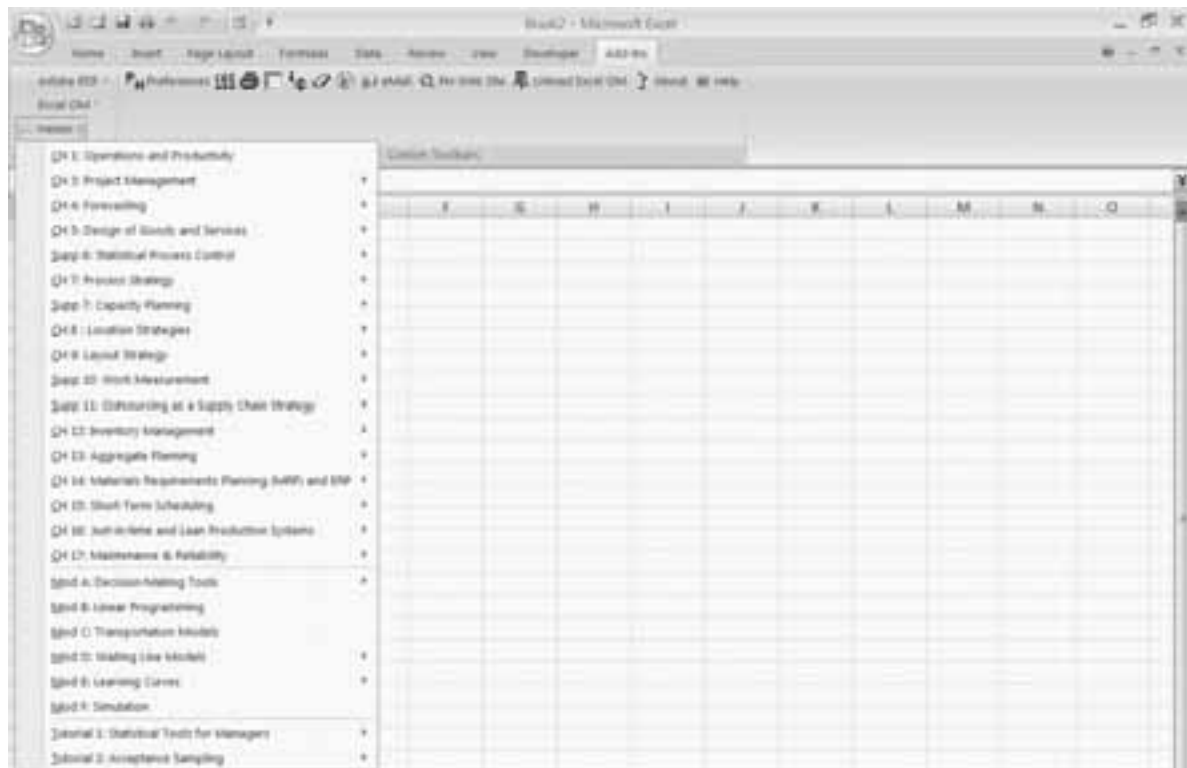 Book2 - Microsoft Excel
Home Insert Page Layout Formulas Data Review View Developer Add-Ins
Adobe PDF Preferences About Help
Excel OM
Custom Toolbars
CH 1: Operations and Productivity
CH 3: Project Management
CH 4: Forecasting
CH 5: Design of Goods and Services
Supp 6: Statistical Process Control
CH 7: Process Strategy
Supp 7: Capacity Planning
CH 8 : Location Strategies
CH 9: Layout Strategy
Supp 10: Work Measurement
Supp 11: Outsourcing as a Supply Chain Strategy
CH 12: Inventory Management
CH 13: Aggregate Planning
CH 14: Materials Requirements Planning (MRP) and ERP
CH 15: Short Term Scheduling
CH 16: Just-in-time and Lean Production Systems
CH 17: Maintenance & Reliability
Mod A: Decision-Making Tools
Mod B: Linear Programming
Mod C: Transportation Models
Mod D: Waiting Line Models
Mod E: Learning Curves
Mod F: Simulation
Tutorial 1: Statistical Tools for Managers
Tutorial 2: Acceptance Sampling
F G H I J K L M N O